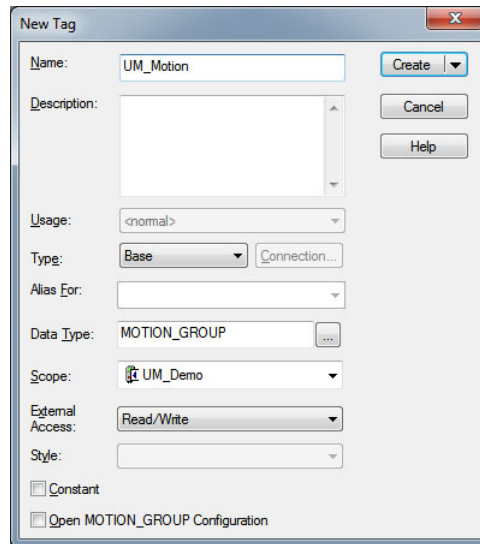 New Tag
Name: UM_Motion Create
Description: Cancel
Help
Usage: <normal>
Type: Base Connection...
Alias For:
Data Type: MOTION_GROUP ...
Scope: UM_Demo
External Access: Read/Write
Style:
Constant
Open MOTION_GROUP Configuration